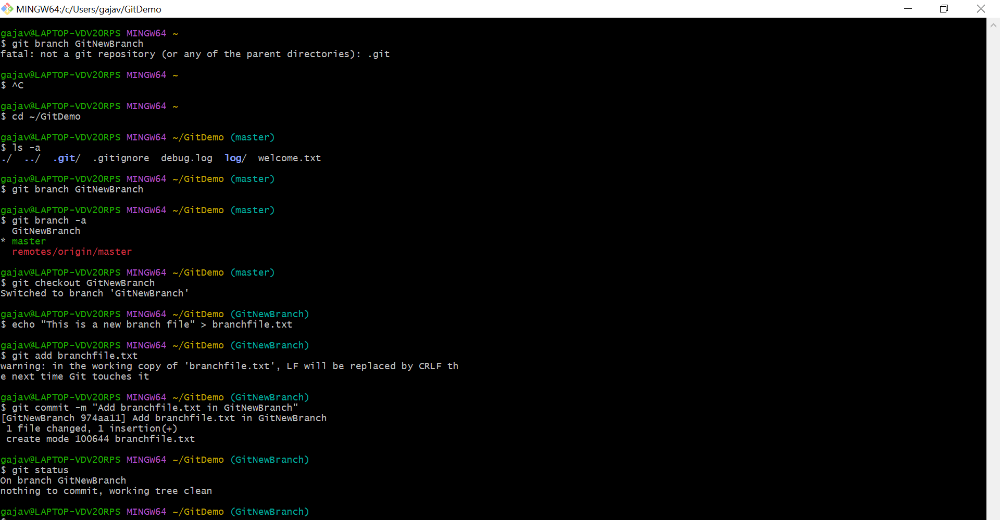 MINGW64:/c/Users/gajav/GitDemo
gajav@LAPTOP-VDV2ORPS MINGW64 ~
$ git branch GitNewBranch
fatal: not a git repository (or any of the parent directories): .git
gajav@LAPTOP-VDV2ORPS MINGW64 ~
$ ^C
gajav@LAPTOP-VDV2ORPS MINGW64 ~
$ cd ~/GitDemo
gajav@LAPTOP-VDV2ORPS MINGW64 ~/GitDemo (master)
$ ls -a
./  ../  .git/  .gitignore  debug.log  log/  welcome.txt
gajav@LAPTOP-VDV2ORPS MINGW64 ~/GitDemo (master)
$ git branch GitNewBranch
gajav@LAPTOP-VDV2ORPS MINGW64 ~/GitDemo (master)
$ git branch -a
  GitNewBranch
* master
  remotes/origin/master
gajav@LAPTOP-VDV2ORPS MINGW64 ~/GitDemo (master)
$ git checkout GitNewBranch
Switched to branch 'GitNewBranch'
gajav@LAPTOP-VDV2ORPS MINGW64 ~/GitDemo (GitNewBranch)
$ echo "This is a new branch file" > branchfile.txt
gajav@LAPTOP-VDV2ORPS MINGW64 ~/GitDemo (GitNewBranch)
$ git add branchfile.txt
warning: in the working copy of 'branchfile.txt', LF will be replaced by CRLF th
e next time Git touches it
gajav@LAPTOP-VDV2ORPS MINGW64 ~/GitDemo (GitNewBranch)
$ git commit -m "Add branchfile.txt in GitNewBranch"
[GitNewBranch 974aa11] Add branchfile.txt in GitNewBranch
 1 file changed, 1 insertion(+)
 create mode 100644 branchfile.txt
gajav@LAPTOP-VDV2ORPS MINGW64 ~/GitDemo (GitNewBranch)
$ git status
On branch GitNewBranch
nothing to commit, working tree clean
gajav@LAPTOP-VDV2ORPS MINGW64 ~/GitDemo (GitNewBranch)